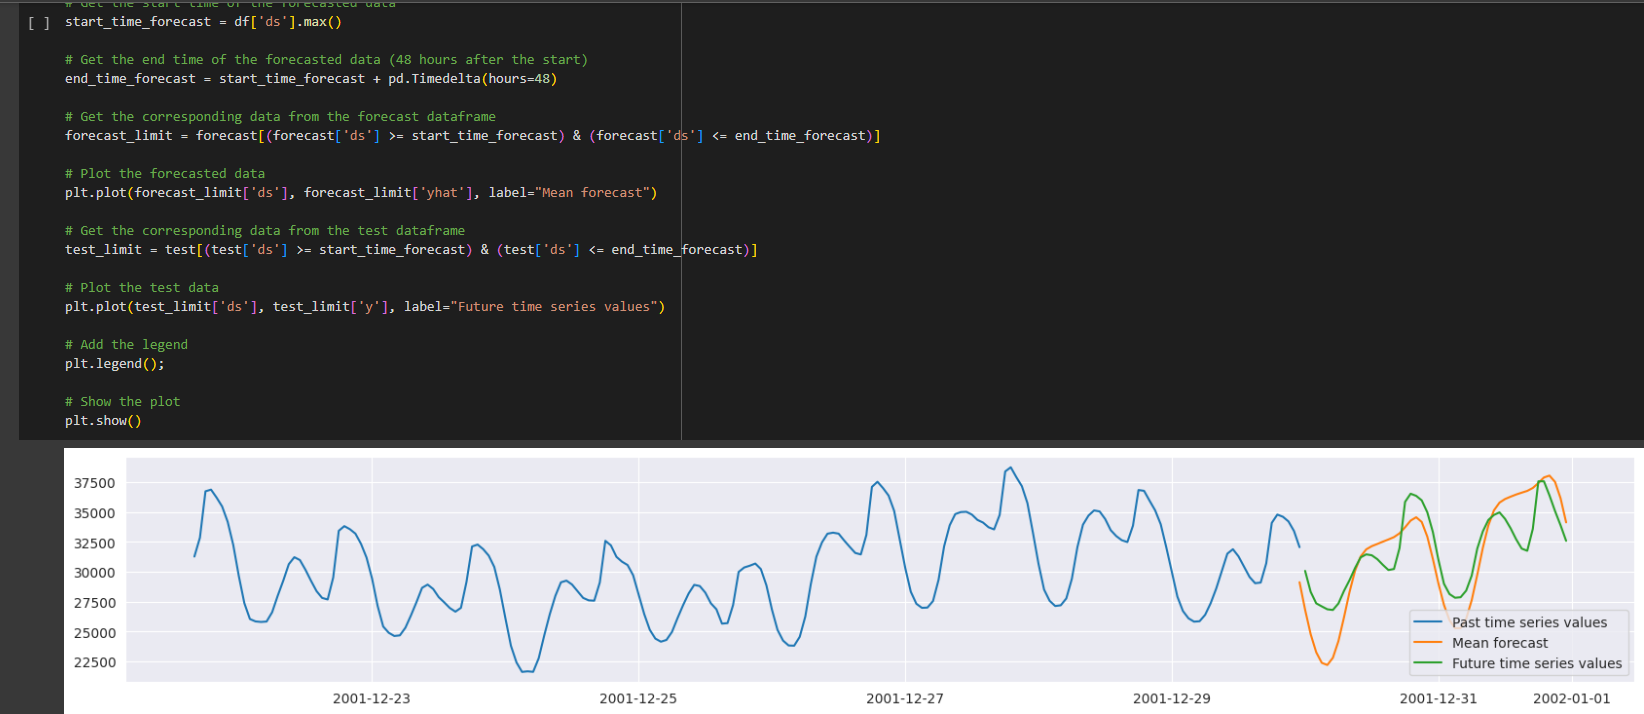 # Get the start time of the forecasted data
[ ] start_time_forecast = df['ds'].max()
# Get the end time of the forecasted data (48 hours after the start)
end_time_forecast = start_time_forecast + pd.Timedelta(hours=48)
# Get the corresponding data from the forecast dataframe
forecast_limit = forecast[(forecast['ds'] >= start_time_forecast) & (forecast['ds'] <= end_time_forecast)]
# Plot the forecasted data
plt.plot(forecast_limit['ds'], forecast_limit['yhat'], label="Mean forecast")
# Get the corresponding data from the test dataframe
test_limit = test[(test['ds'] >= start_time_forecast) & (test['ds'] <= end_time_forecast)]
# Plot the test data
plt.plot(test_limit['ds'], test_limit['y'], label="Future time series values")
# Add the legend
plt.legend();
# Show the plot
plt.show()
37500
35000
32500
30000
27500
25000
22500
Past time series values
Mean forecast
Future time series values
2001-12-23 2001-12-25 2001-12-27 2001-12-29 2001-12-31 2002-01-01